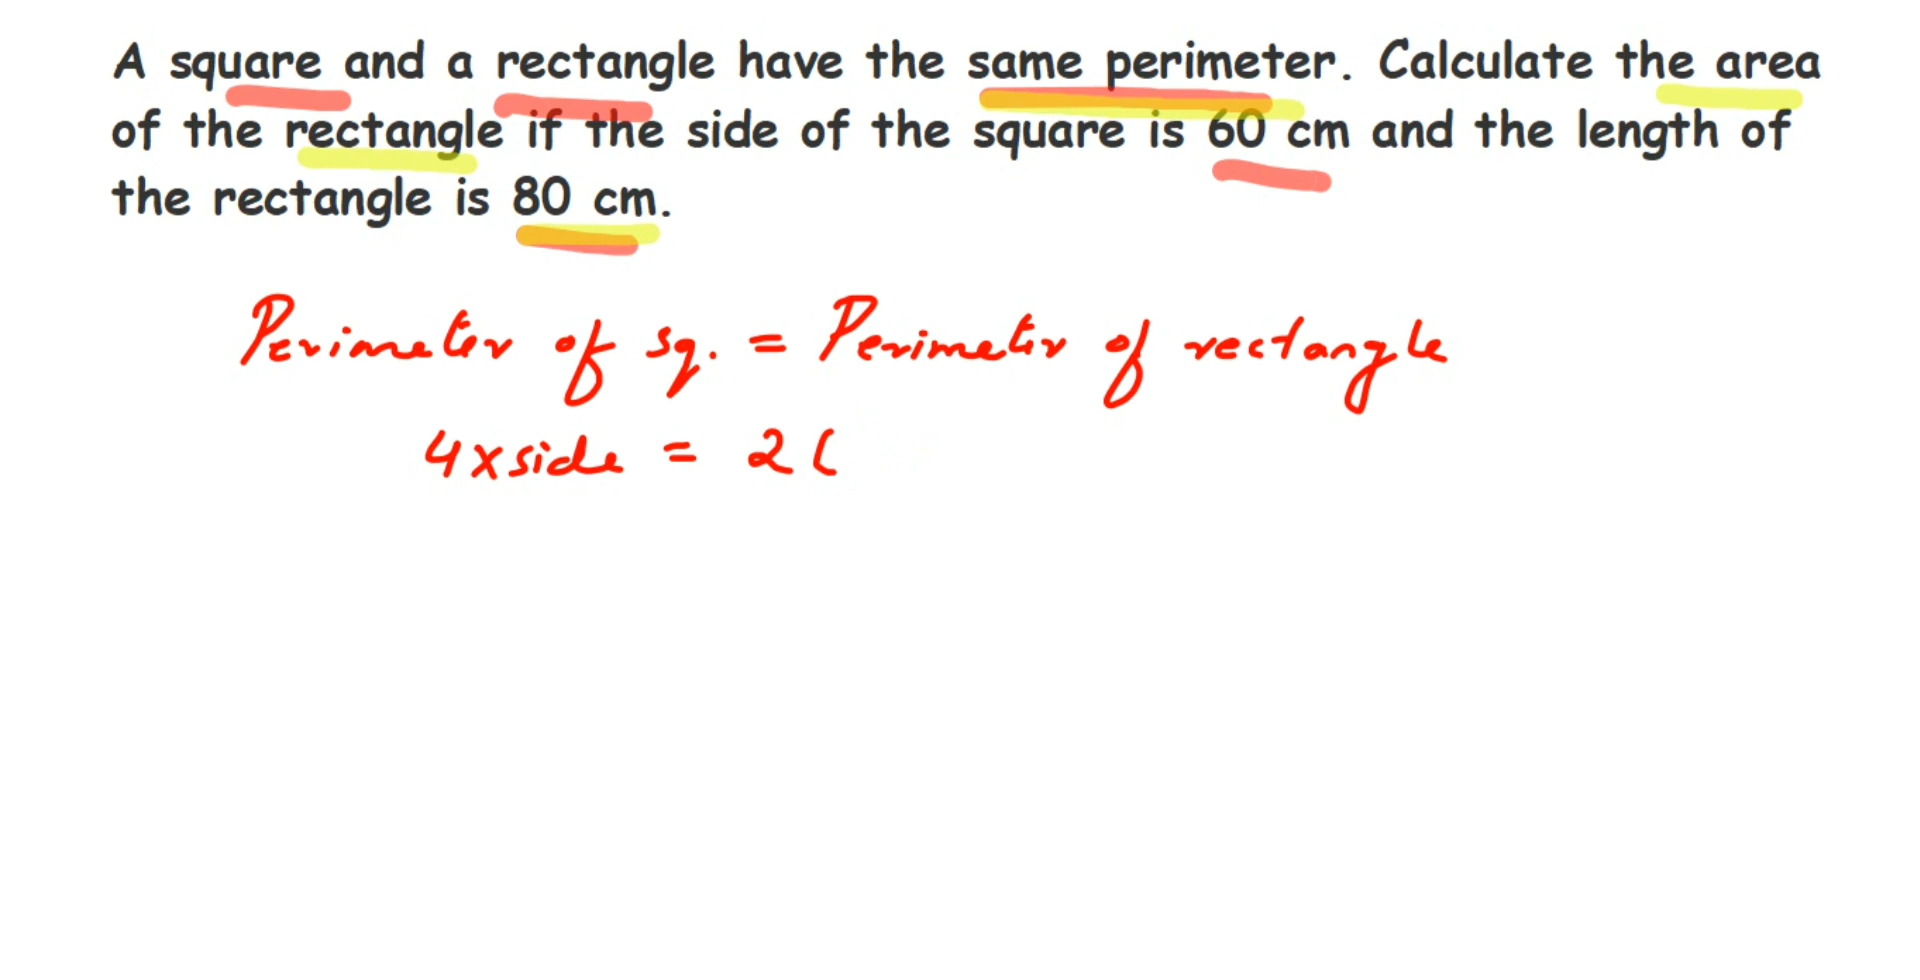 A square and a rectangle have the same perimeter. Calculate the area
of the rectangle if the side of the square is 60 cm and the length of
the rectangle is 80 cm.
Perimeter of sq. = Perimeter of rectangle
4 x side = 2 (